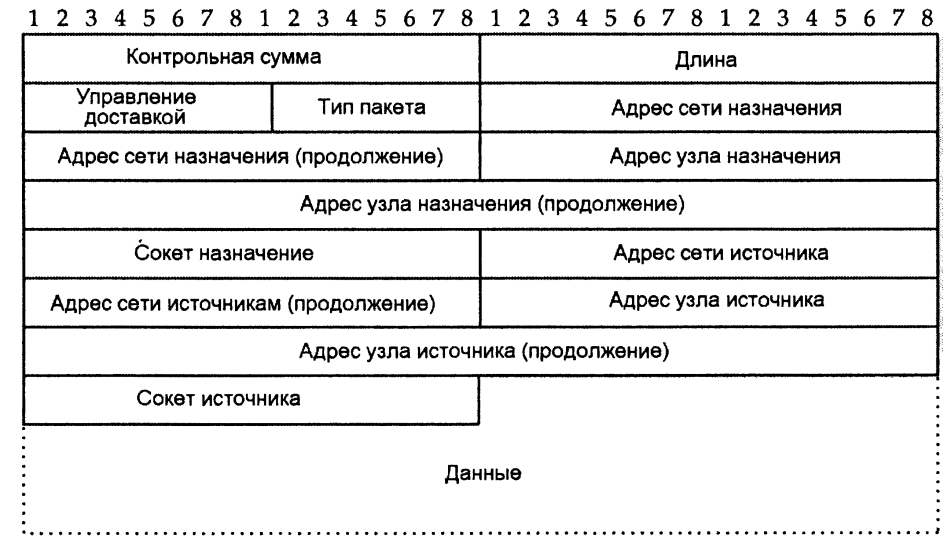 1 2 3 4 5 6 7 8 1 2 3 4 5 6 7 8 1 2 3 4 5 6 7 8 1 2 3 4 5 6 7 8
Контрольная сумма
Длина
Управление
доставкой
Тип пакета
Адрес сети назначения
Адрес сети назначения (продолжение)
Адрес узла назначения
Адрес узла назначения (продолжение)
Сокет назначение
Адрес сети источника
Адрес сети источникам (продолжение)
Адрес узла источника
Адрес узла источника (продолжение)
Сокет источника
Данные